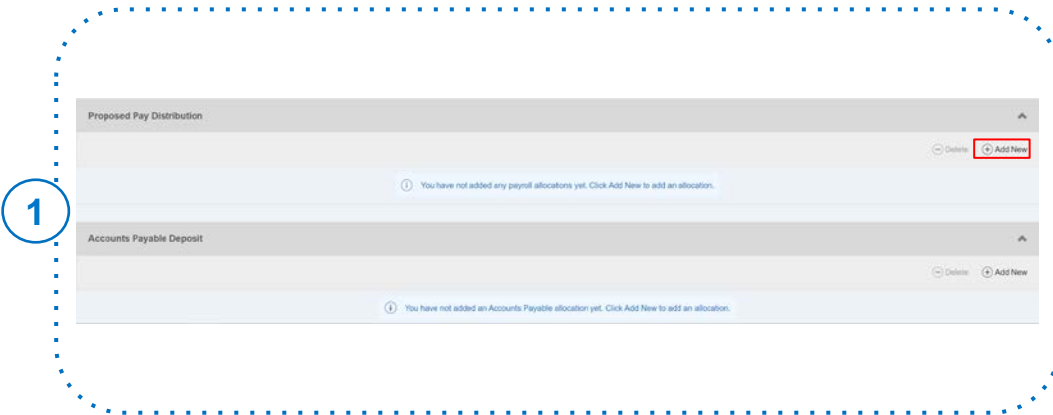 Proposed Pay Distribution
Delete Add New
You have not added any payroll allocations yet. Click Add New to add an allocation.
1
Accounts Payable Deposit
Delete Add New
You have not added an Accounts Payable allocation yet. Click Add New to add an allocation.